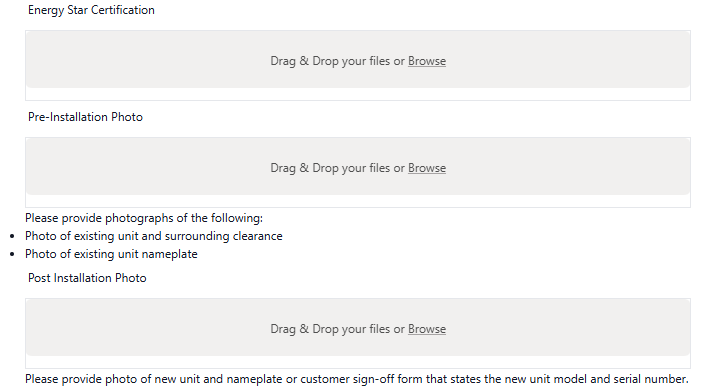 Energy Star Certification
Drag & Drop your files or Browse
Pre-Installation Photo
Drag & Drop your files or Browse
Please provide photographs of the following:
• Photo of existing unit and surrounding clearance
• Photo of existing unit nameplate
Post Installation Photo
Drag & Drop your files or Browse
Please provide photo of new unit and nameplate or customer sign-off form that states the new unit model and serial number.